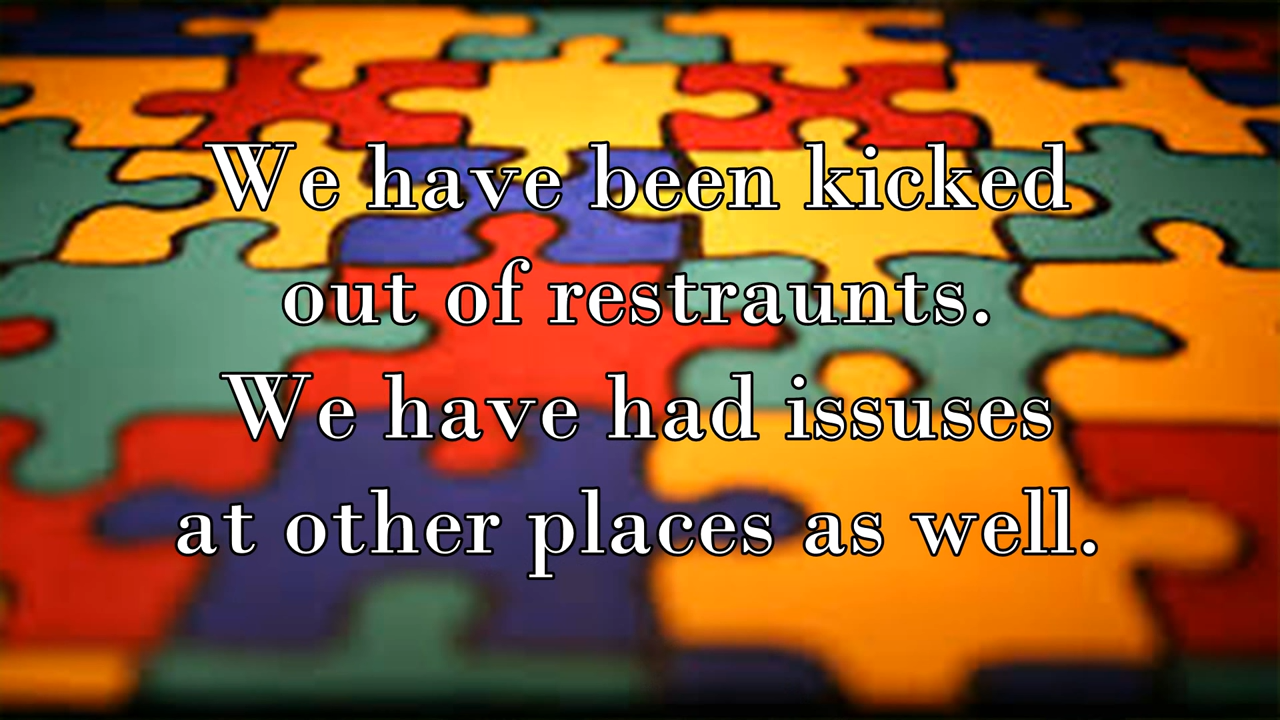 We have been kicked
out of restraunts.
We have had issuses
at other places as well.